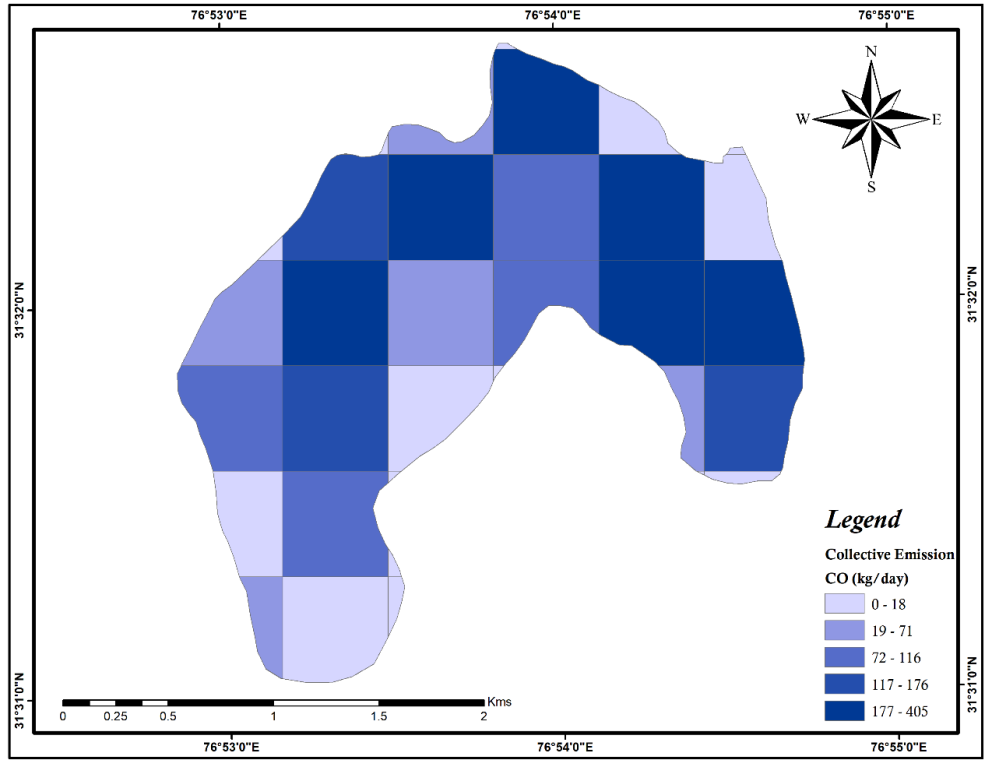 76°53'0"E 76°54'0"E 76°55'0"E
N
W E
S
31°32'0"N 31°32'0"N
Legend
Collective Emission
CO (kg/day)
0 - 18
19 - 71
72 - 116
117 - 176
177 - 405
31°31'0"N 31°31'0"N
Kms
0 0.25 0.5 1 1.5 2
76°53'0"E 76°54'0"E 76°55'0"E